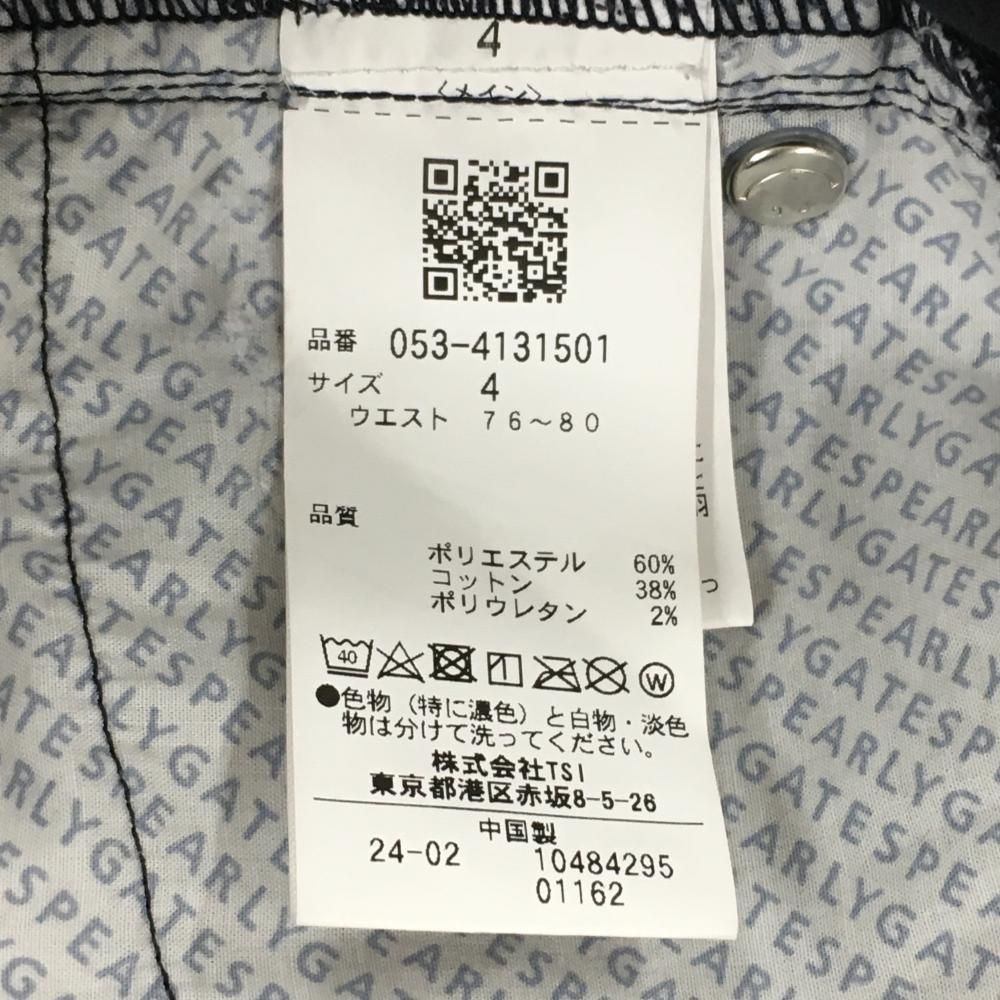 4
〈メイン〉
品番 053-4131501
サイズ 4
ウエスト 76～80
品質
ポリエステル 60%
コットン 38%
ポリウレタン 2%
40
W
●色物（特に濃色）と白物・淡色
物は分けて洗ってください。
株式会社TSI
東京都港区赤坂8-5-26
中国製
24-02 10484295
01162
PEARLYGATES